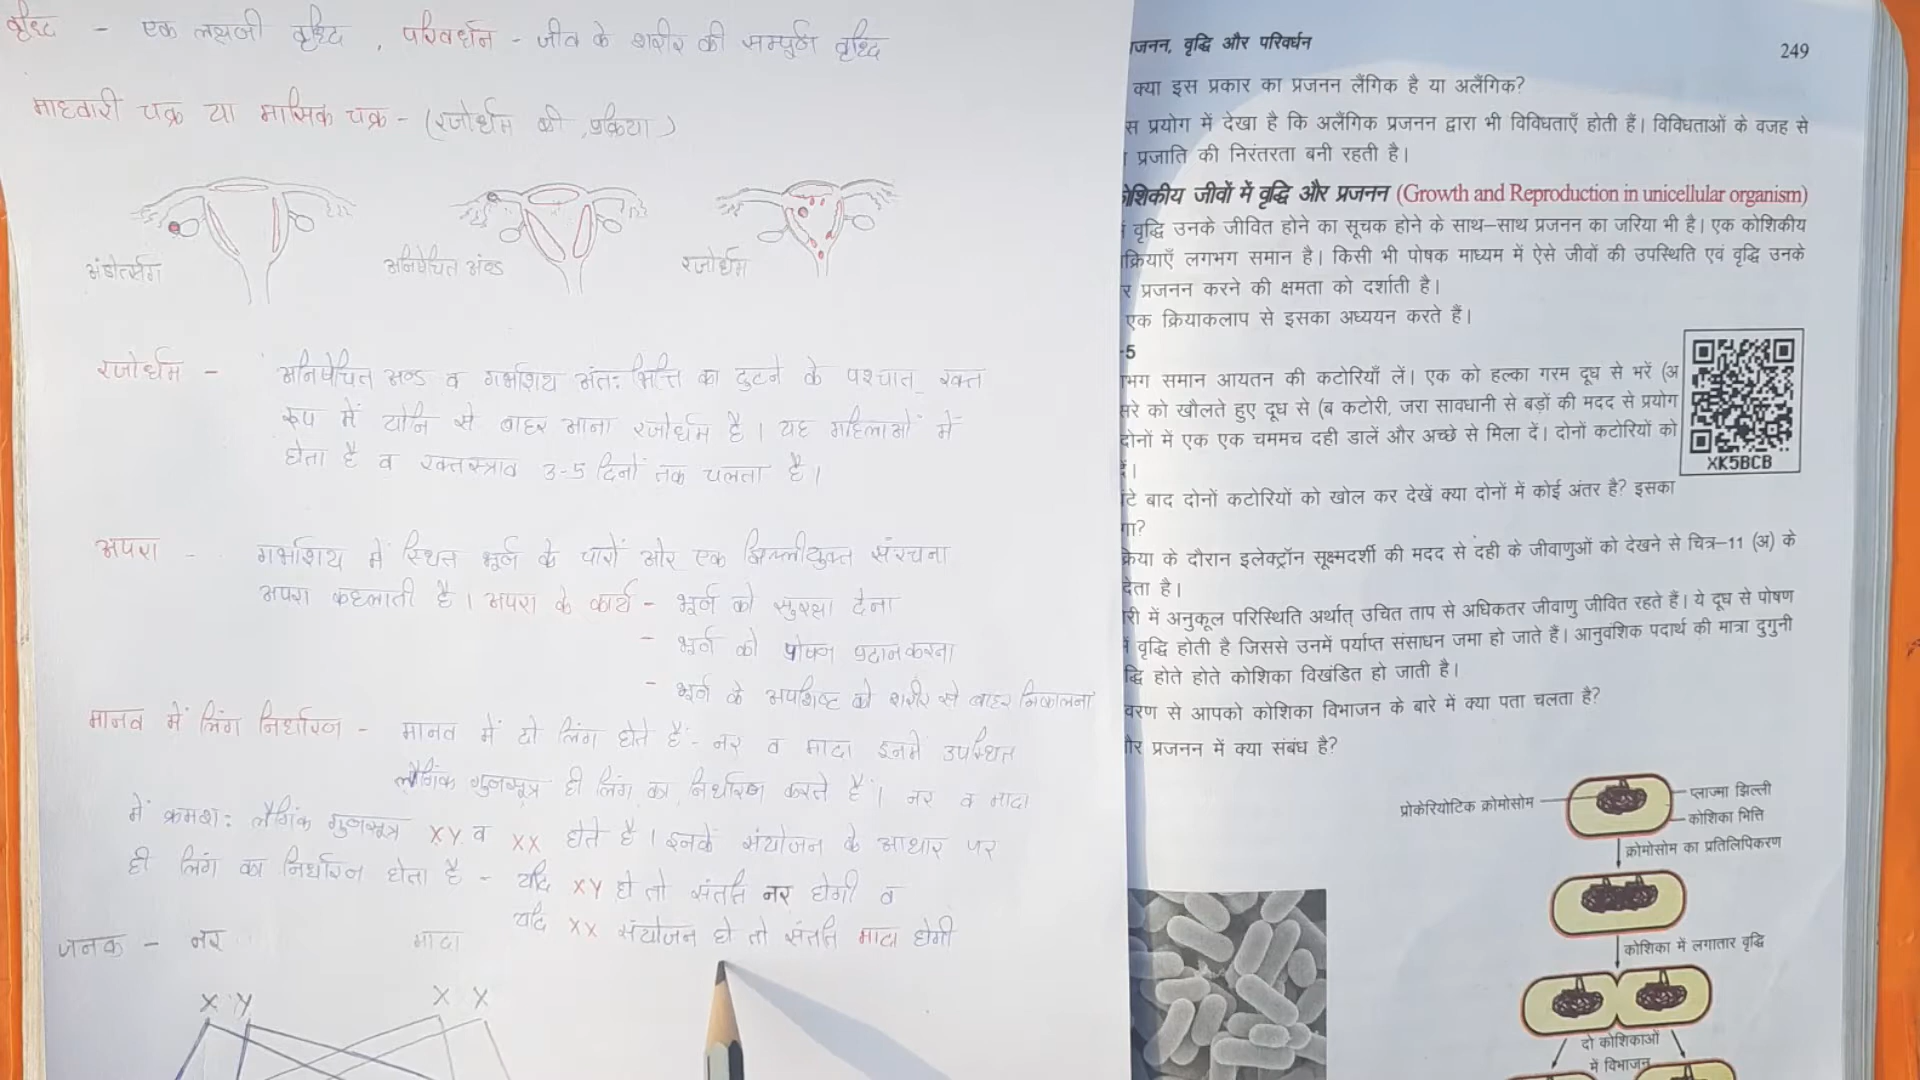 वृद्धि - एक लसजी वृद्धि , परिवर्धन - जीव के शरीर की सम्पूर्ण वृद्धि
माहवारी चक्र या मासिक चक्र - (रजोर्धम की प्रक्रिया)
अंडोत्सर्ग
अनिषेचित अंण्ड
रजोर्धम
रजोर्धम - अनिषेचित अण्ड व गर्भाशय अंतः भित्ति का टुटने के पश्चात रक्त
रूप में योनि से बाहर आना रजोर्धम है । यह महिलाओं में
होता है व रक्तस्त्राव 3-5 दिनों तक चलता है ।
अपरा - गर्भाशय में स्थित भ्रूर्ण के चारों ओर एक झिल्लीयुक्त संरचना
अपरा कहलाती है । अपरा के कार्य - भ्रूर्ण को सुरक्षा देना
- भ्रूर्ण को पोषण प्रदान करना
- भ्रूर्ण के अपशिष्ट को शरीर से बाहर निकालना
मानव में लिंग निर्धारण - मानव में दो लिंग होते हैं - नर व मादा इनमें उपस्थित
लैंगिक गुणसूत्र ही लिंग का निर्धारण करते है । नर व मादा
में क्रमशः लैगिंक गुणसूत्र XY व XX होते है । इनके संयोजन के आधार पर
ही लिंग का निर्धारण होता है - यदि XY हो तो संतति नर होगी व
यदि XX संयोजन हो तो संतति मादा होगी
जनक - नर मादा
X Y X X
जनन, वृद्धि और परिवर्धन 249
क्या इस प्रकार का प्रजनन लैंगिक है या अलैंगिक?
स प्रयोग में देखा है कि अलैंगिक प्रजनन द्वारा भी विविधताएँ होती हैं। विविधताओं के वजह से
प्रजाति की निरंतरता बनी रहती है।
कोशिकीय जीवों में वृद्धि और प्रजनन (Growth and Reproduction in unicellular organism)
वृद्धि उनके जीवित होने का सूचक होने के साथ-साथ प्रजनन का जरिया भी है। एक कोशिकीय
क्रियाएँ लगभग समान है। किसी भी पोषक माध्यम में ऐसे जीवों की उपस्थिति एवं वृद्धि उनके
र प्रजनन करने की क्षमता को दर्शाती है।
एक क्रियाकलाप से इसका अध्ययन करते हैं।
-5
भग समान आयतन की कटोरियाँ लें। एक को हल्का गरम दूध से भरें (अ
सरे को खौलते हुए दूध से (ब कटोरी, जरा सावधानी से बड़ों की मदद से प्रयोग
दोनों में एक एक चममच दही डालें और अच्छे से मिला दें। दोनों कटोरियों को
दें।
XK5BCB
टे बाद दोनों कटोरियों को खोल कर देखें क्या दोनों में कोई अंतर है? इसका
गा?
क्रिया के दौरान इलेक्ट्रॉन सूक्ष्मदर्शी की मदद से दही के जीवाणुओं को देखने से चित्र-11 (अ) के
देता है।
री में अनुकूल परिस्थिति अर्थात् उचित ताप से अधिकतर जीवाणु जीवित रहते हैं। ये दूध से पोषण
वृद्धि होती है जिससे उनमें पर्याप्त संसाधन जमा हो जाते हैं। आनुवंशिक पदार्थ की मात्रा दुगुनी
द्धि होते होते कोशिका विखंडित हो जाती है।
वरण से आपको कोशिका विभाजन के बारे में क्या पता चलता है?
और प्रजनन में क्या संबंध है?
प्रोकेरियोटिक क्रोमोसोम
प्लाज्मा झिल्ली
कोशिका भित्ति
क्रोमोसोम का प्रतिलिपिकरण
कोशिका में लगातार वृद्धि
दो कोशिकाओं
में विभाजन